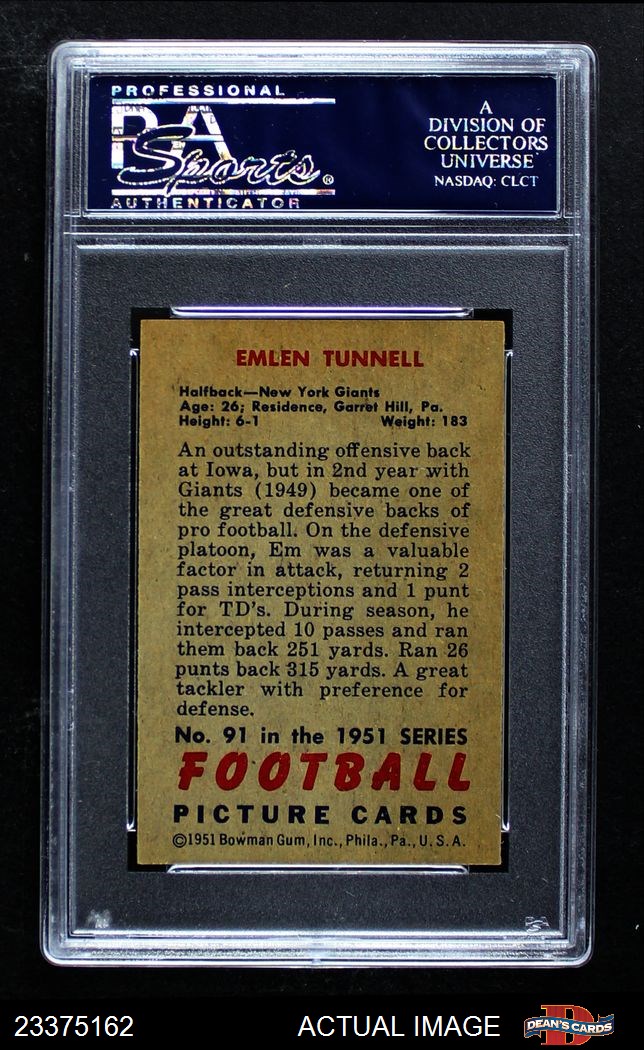 PROFESSIONAL
PSA
Sports®
AUTHENTICATOR
A
DIVISION OF
COLLECTORS
UNIVERSE
NASDAQ: CLCT
EMLEN TUNNELL
Halfback—New York Giants
Age: 26; Residence, Garret Hill, Pa.
Height: 6-1 Weight: 183
An outstanding offensive back
at Iowa, but in 2nd year with
Giants (1949) became one of
the great defensive backs of
pro football. On the defensive
platoon, Em was a valuable
factor in attack, returning 2
pass interceptions and 1 punt
for TD's. During season, he
intercepted 10 passes and ran
them back 251 yards. Ran 26
punts back 315 yards. A great
tackler with preference for
defense.
No. 91 in the 1951 SERIES
FOOTBALL
PICTURE CARDS
©1951 Bowman Gum, Inc., Phila., Pa., U. S. A.
23375162
ACTUAL IMAGE
D
DEAN'S CARDS